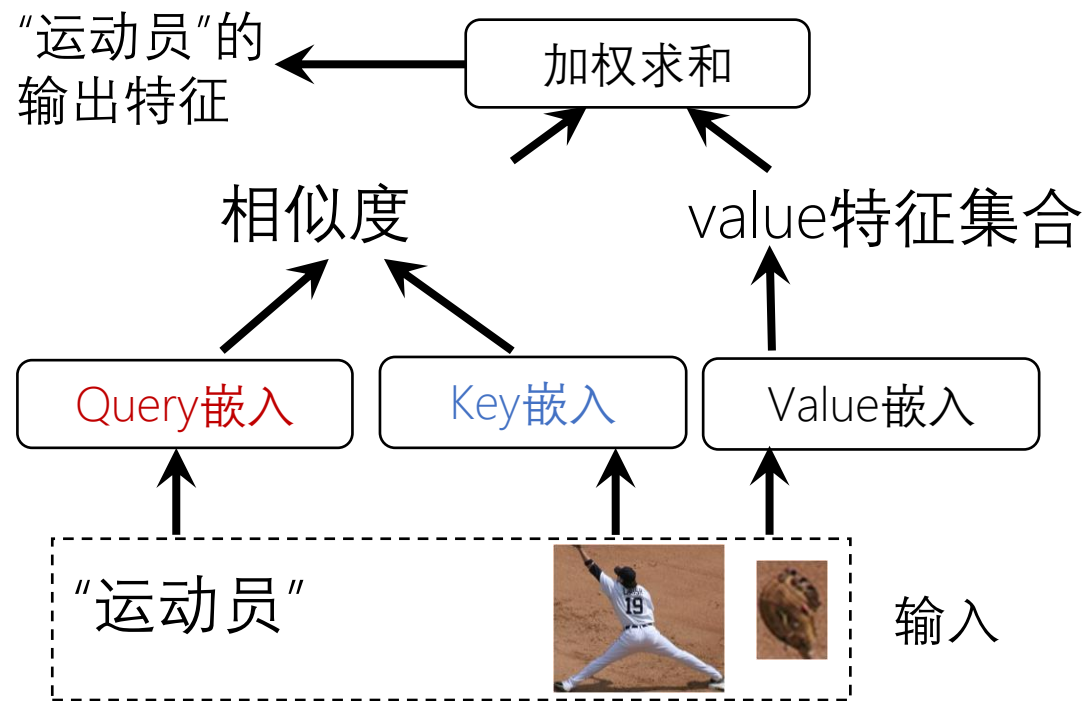 “运动员”的
输出特征
加权求和
相似度
value特征集合
Query嵌入
Key嵌入
Value嵌入
“运动员”
19
输入